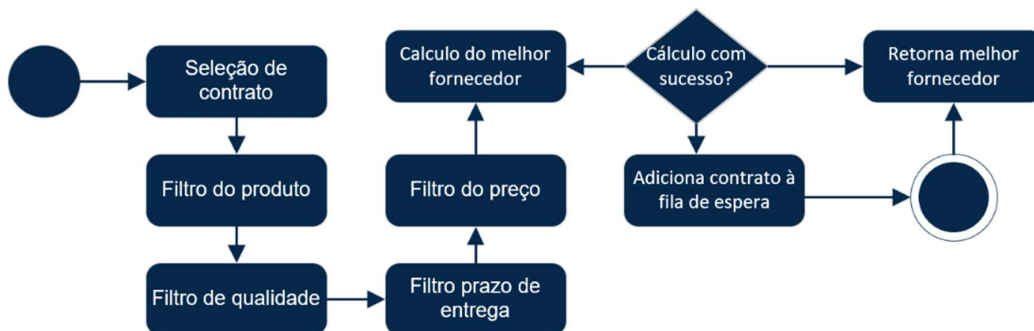 Seleção de
contrato
Filtro do produto
Filtro de qualidade
Filtro prazo de
entrega
Filtro do preço
Calculo do melhor
fornecedor
Cálculo com
sucesso?
Adiciona contrato à
fila de espera
Retorna melhor
fornecedor